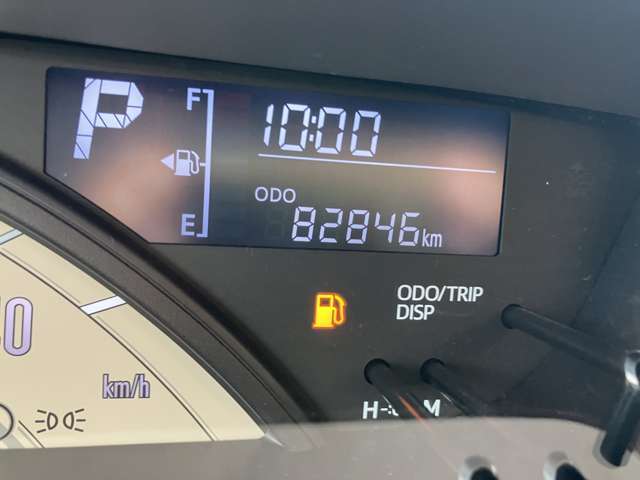 P
F
10:00
E
ODO
82846km
ODO/TRIP
DISP
km/h
H
M